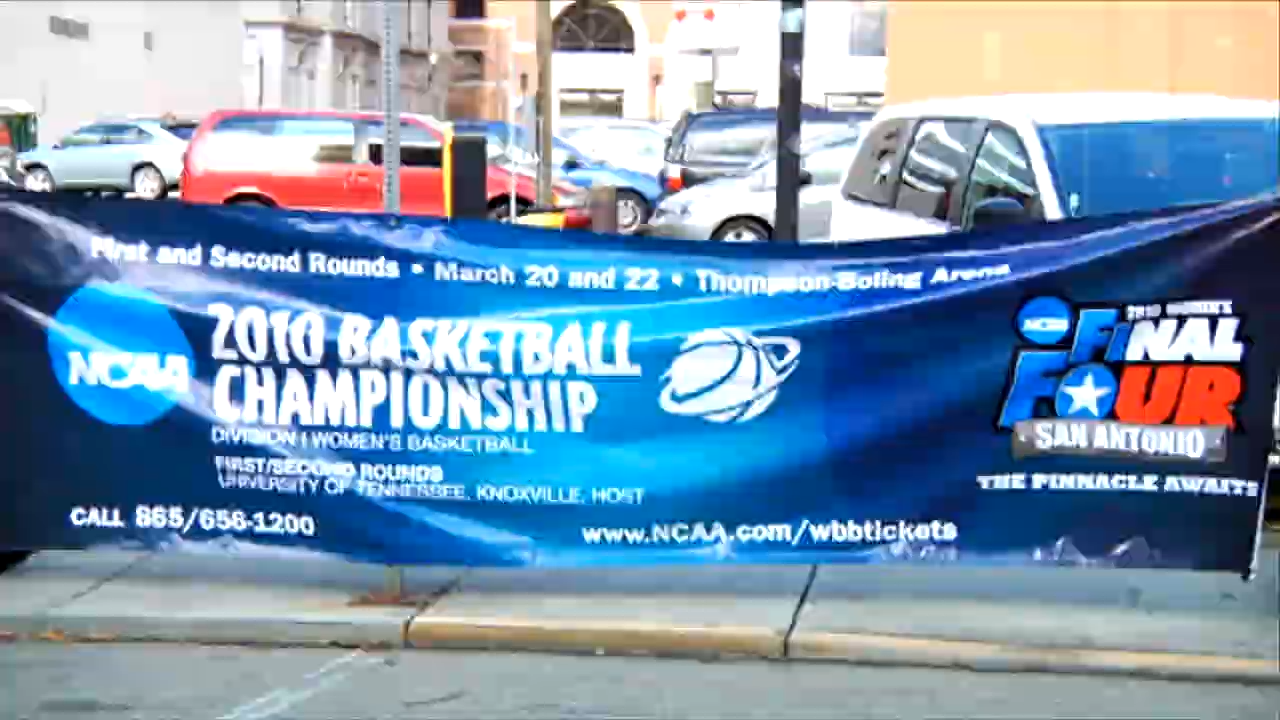 First and Second Rounds • March 20 and 22 • Thompson-Boling Arena
NCAA
2010 BASKETBALL
CHAMPIONSHIP
DIVISION I WOMEN'S BASKETBALL
FIRST/SECOND ROUNDS
UNIVERSITY OF TENNESSEE, KNOXVILLE, HOST
CALL 865/656-1200
www.NCAA.com/wbbtickets
NCAA
2010 WOMEN'S
FINAL
FOUR
SAN ANTONIO
THE PINNACLE AWAITS